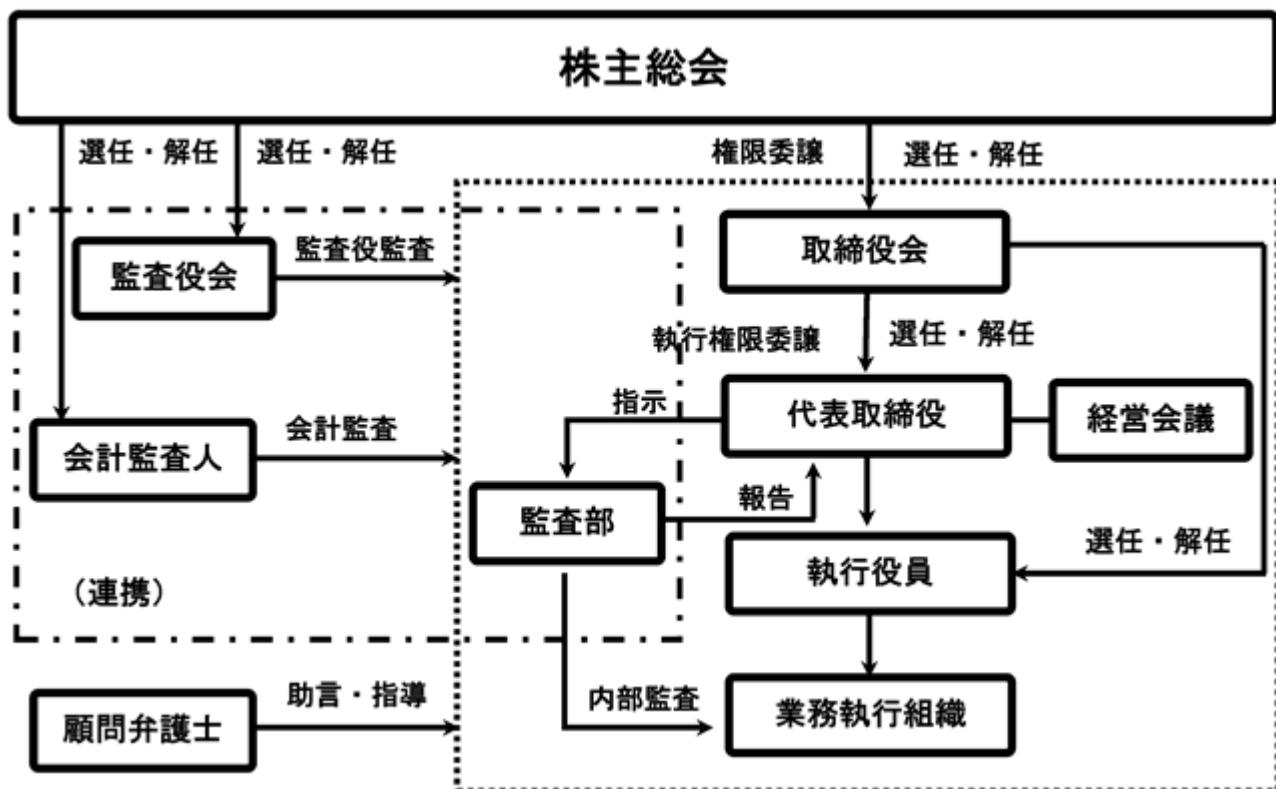 株主総会
選任・解任
選任・解任
権限委譲
選任・解任
監査役会
監査役監査
取締役会
執行権限委譲
選任・解任
指示
代表取締役
経営会議
会計監査人
会計監査
監査部
報告
執行役員
選任・解任
（連携）
顧問弁護士
助言・指導
内部監査
業務執行組織